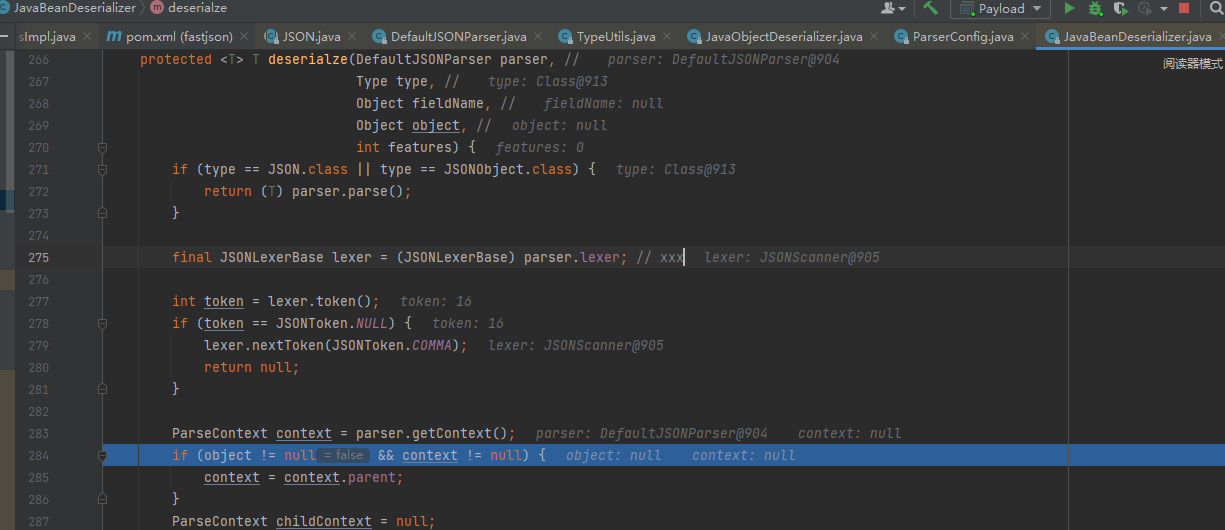 JavaBeanDeserializer deserialze Payload
sImpl.java pom.xml (fastjson) JSON.java DefaultJSONParser.java TypeUtils.java JavaObjectDeserializer.java ParserConfig.java JavaBeanDeserializer.java
阅读器模式
266 protected <T> T deserialze(DefaultJSONParser parser, // parser: DefaultJSONParser@904
267 Type type, // type: Class@913
268 Object fieldName, // fieldName: null
269 Object object, // object: null
270 int features) { features: 0
271 if (type == JSON.class || type == JSONObject.class) { type: Class@913
272 return (T) parser.parse();
273 }
274
275 final JSONLexerBase lexer = (JSONLexerBase) parser.lexer; // xxx lexer: JSONScanner@905
276
277 int token = lexer.token(); token: 16
278 if (token == JSONToken.NULL) { token: 16
279 lexer.nextToken(JSONToken.COMMA); lexer: JSONScanner@905
280 return null;
281 }
282
283 ParseContext context = parser.getContext(); parser: DefaultJSONParser@904 context: null
284 if (object != null = false && context != null) { object: null context: null
285 context = context.parent;
286 }
287 ParseContext childContext = null;